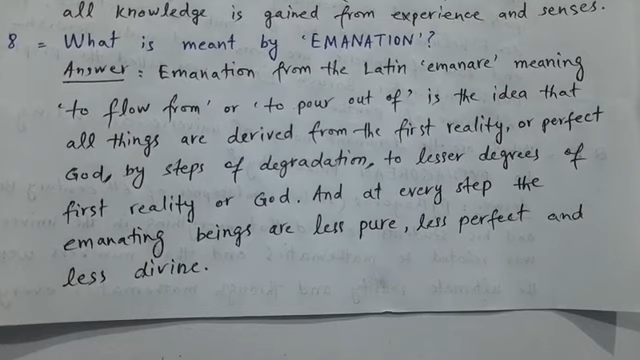 all knowledge is gained from experience and senses.
8 = What is meant by 'EMANATION'?
Answer : Emanation from the Latin 'emanare' meaning
'to flow from' or 'to pour out of' is the idea that
all things are derived from the first reality, or perfect
God, by steps of degradation, to lesser degrees of
first reality or God. And at every step the
emanating beings are less pure, less perfect and
less divine.